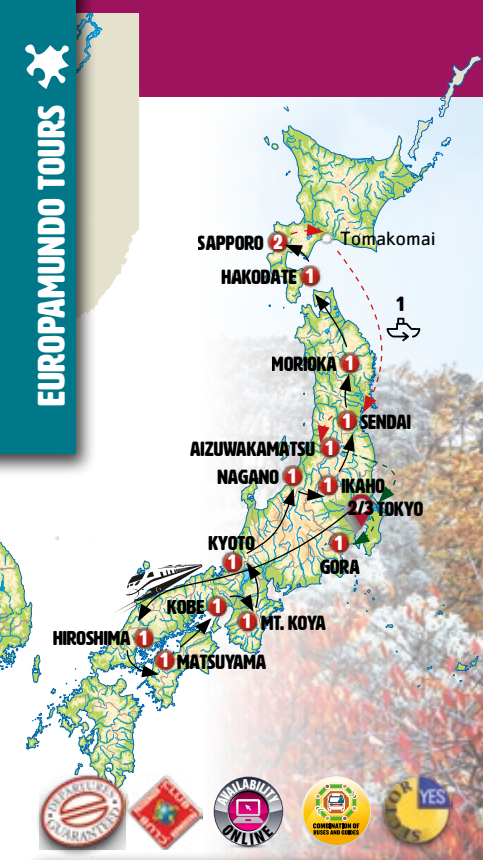 EUROPAMUNDO TOURS
SAPPORO 2
Tomakomai
HAKODATE 1
1
MORIOKA 1
1 SENDAI
AIZUWAKAMATSU 1
NAGANO 1
1 IKAHO
2/3 TOKYO
KYOTO
1
1
GORA
KOBE 1
1 MT. KOYA
HIROSHIMA 1
1 MATSUYAMA
DEPARTURES
GUARANTEED
CLUB
AVAILABILITY
ONLINE
COMBINATION OF
BUSES AND GUIDES
YES